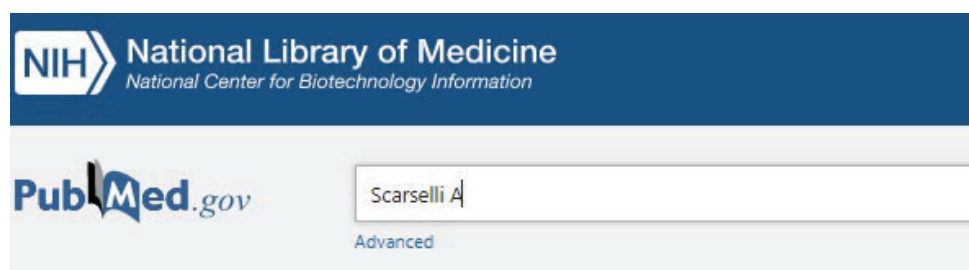 NIH National Library of Medicine
National Center for Biotechnology Information
PubMed.gov
Scarselli A
Advanced